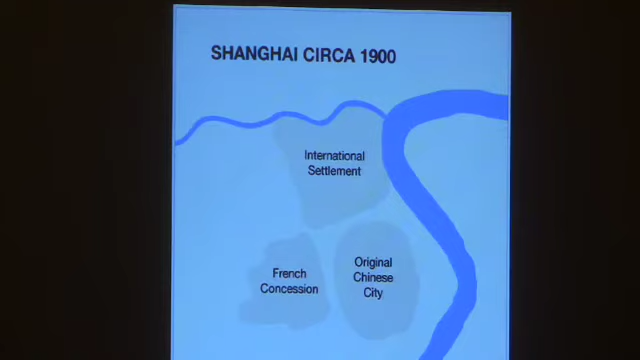 SHANGHAI CIRCA 1900
International
Settlement
French
Concession
Original
Chinese
City